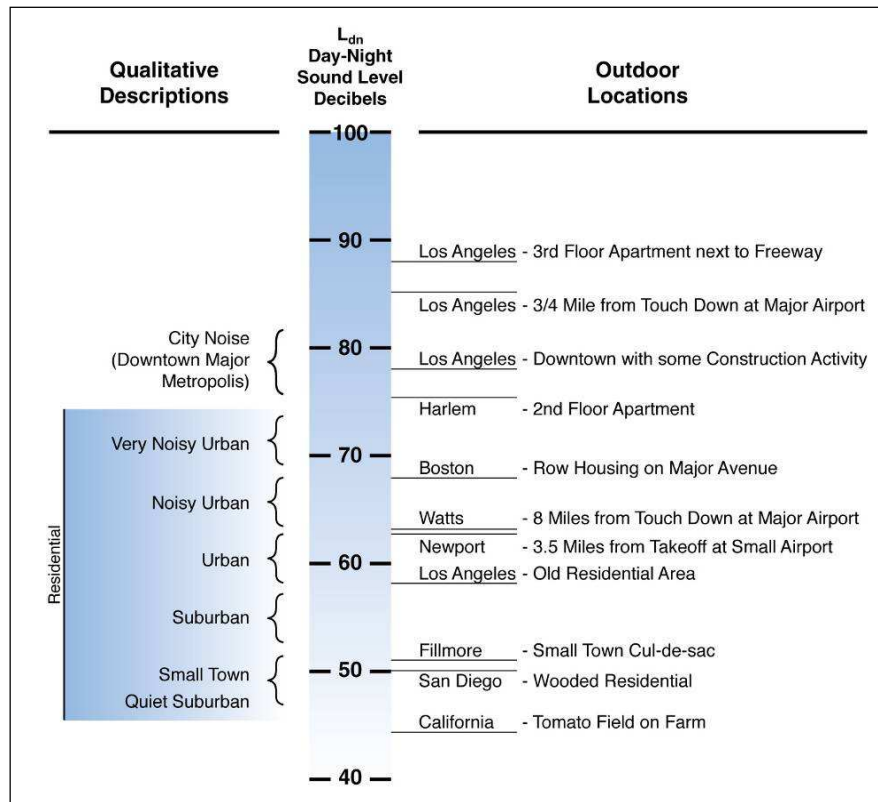 Qualitative
Descriptions
L_dn
Day-Night
Sound Level
Decibels
Outdoor
Locations
100
90
80
70
60
50
40
City Noise
(Downtown Major
Metropolis)
Very Noisy Urban
Noisy Urban
Urban
Suburban
Small Town
Quiet Suburban
Residential
Los Angeles - 3rd Floor Apartment next to Freeway
Los Angeles - 3/4 Mile from Touch Down at Major Airport
Los Angeles - Downtown with some Construction Activity
Harlem - 2nd Floor Apartment
Boston - Row Housing on Major Avenue
Watts - 8 Miles from Touch Down at Major Airport
Newport - 3.5 Miles from Takeoff at Small Airport
Los Angeles - Old Residential Area
Fillmore - Small Town Cul-de-sac
San Diego - Wooded Residential
California - Tomato Field on Farm